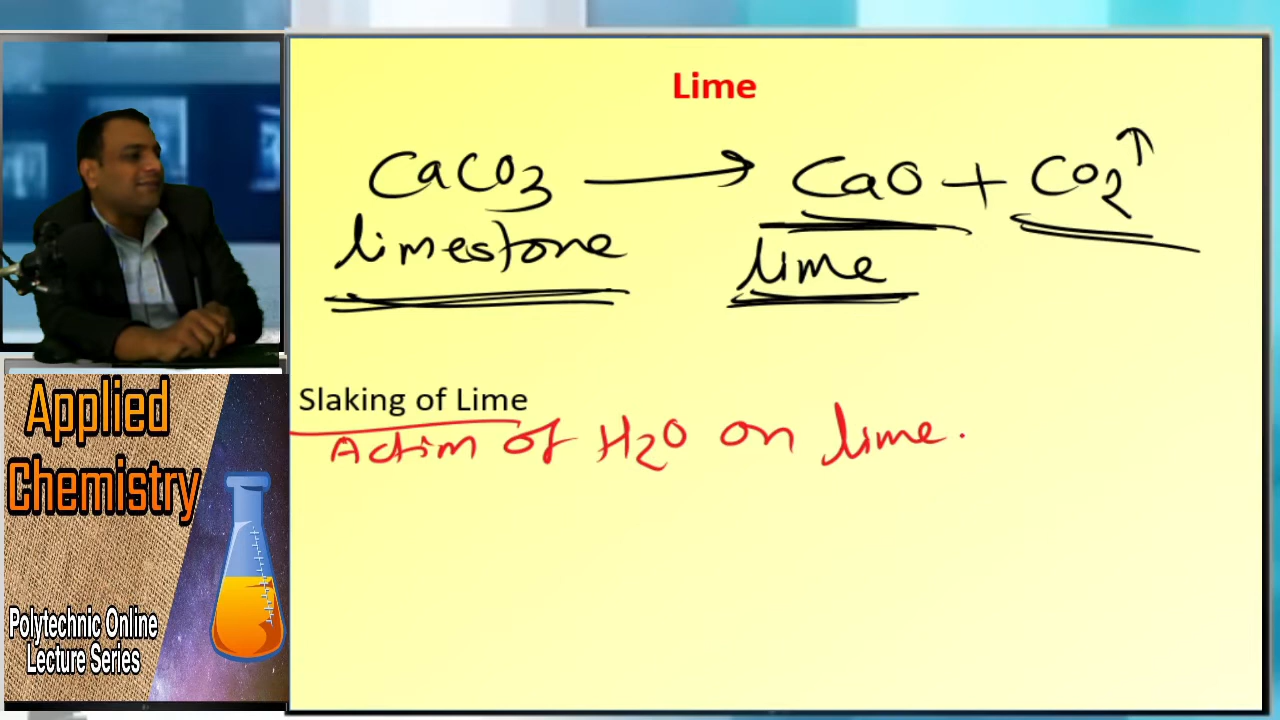 Lime
CaCO3 → CaO + CO2↑
limestone lime
Slaking of Lime
Action of H2O on lime.
Applied
Chemistry
Polytechnic Online
Lecture Series